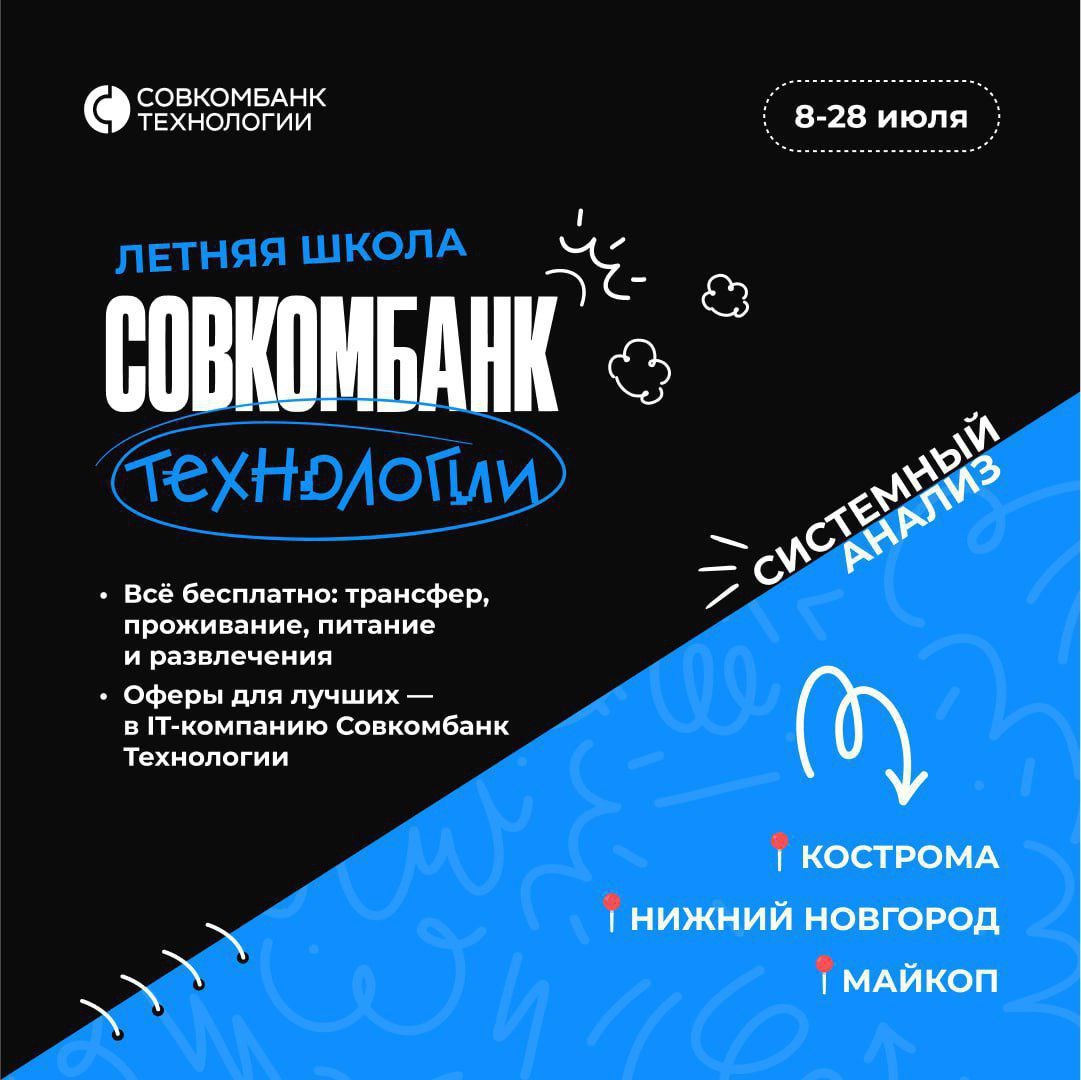 СОВКОМБАНК
ТЕХНОЛОГИИ
8-28 июля
ЛЕТНЯЯ ШКОЛА
СОВКОМБАНК
ТЕХНОЛОГИИ
СИСТЕМНЫЙ
АНАЛИЗ
• Всё бесплатно: трансфер,
проживание, питание
и развлечения
• Оферы для лучших —
в IT-компанию Совкомбанк
Технологии
КОСТРОМА
НИЖНИЙ НОВГОРОД
МАЙКОП